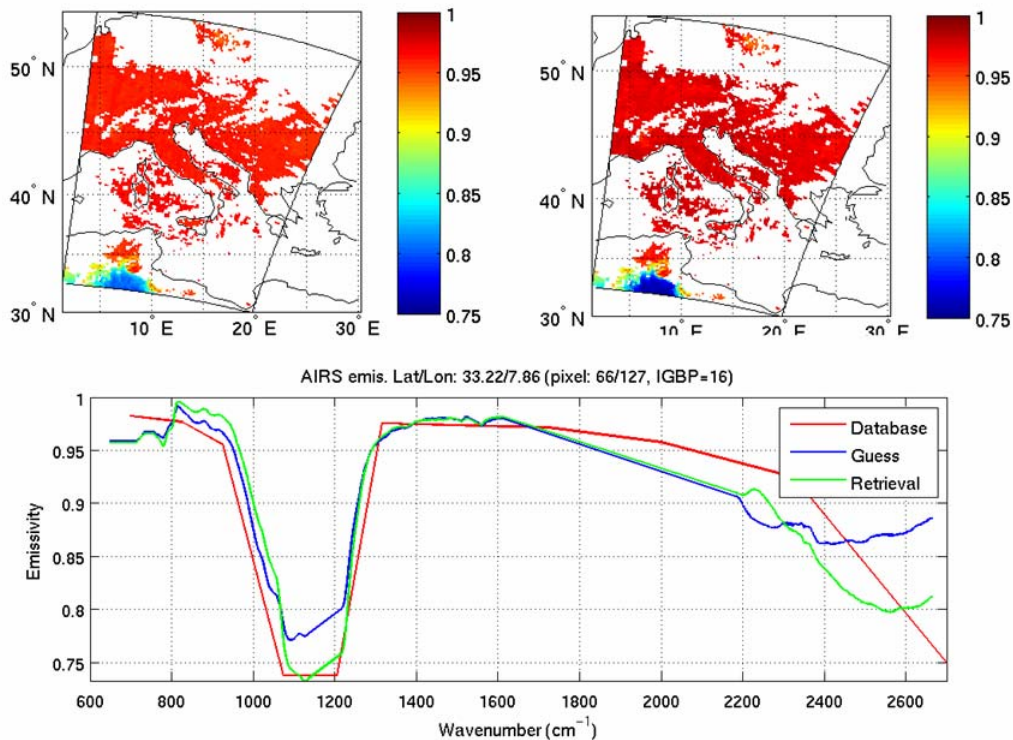 1
1
50° N
0.95
50° N
0.95
0.9
0.9
40° N
0.85
40° N
0.85
0.8
0.8
30° N
0.75
30° N
0.75
10° E
20° E
30° E
10° E
20° E
30° E
AIRS emis. Lat/Lon: 33.22/7.86 (pixel: 66/127, IGBP=16)
1
0.95
0.9
0.85
0.8
0.75
Emissivity
Database
Guess
Retrieval
600 800 1000 1200 1400 1600 1800 2000 2200 2400 2600
Wavenumber (cm⁻¹)